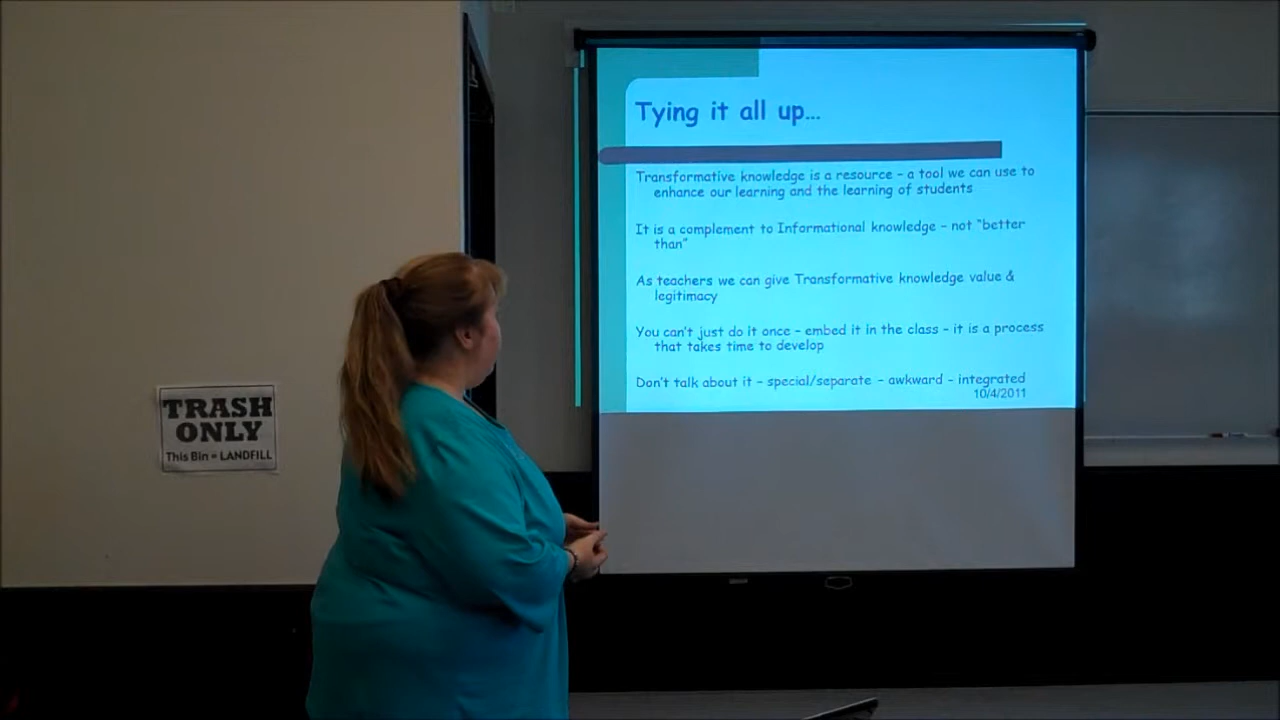 Tying it all up...
Transformative knowledge is a resource – a tool we can use to
enhance our learning and the learning of students
It is a complement to Informational knowledge – not “better
than”
As teachers we can give Transformative knowledge value &
legitimacy
You can’t just do it once – embed it in the class – it is a process
that takes time to develop
Don’t talk about it – special/separate – awkward – integrated
10/4/2011
TRASH
ONLY
This Bin = LANDFILL